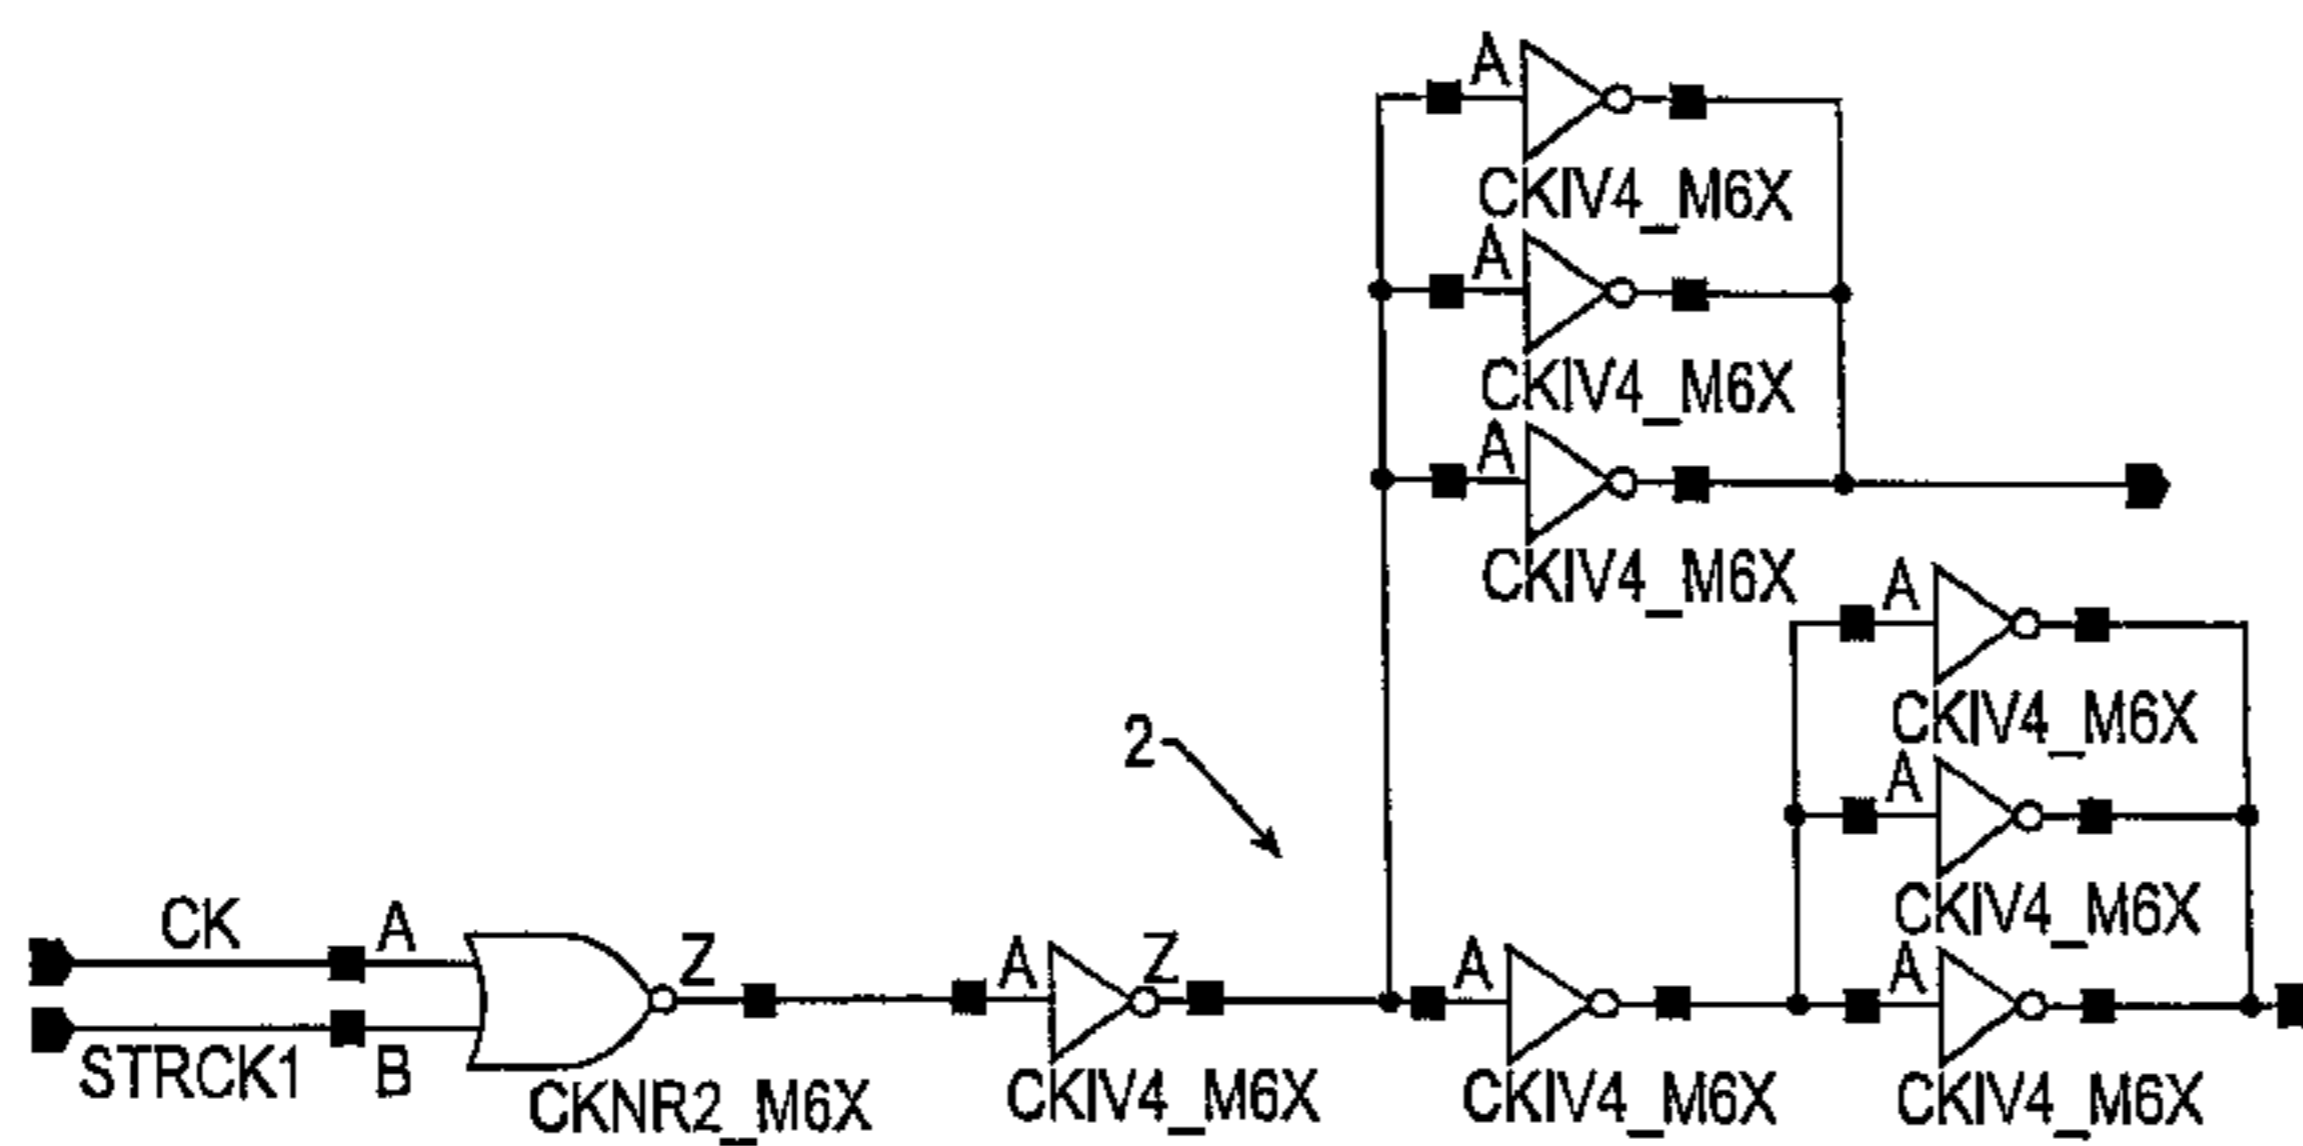 A
CKIV4_M6X
A
CKIV4_M6X
A
CKIV4_M6X
A
CKIV4_M6X
2
A
CKIV4_M6X
CK A Z A Z A A
STRCK1 B
CKNR2_M6X CKIV4_M6X CKIV4_M6X CKIV4_M6X